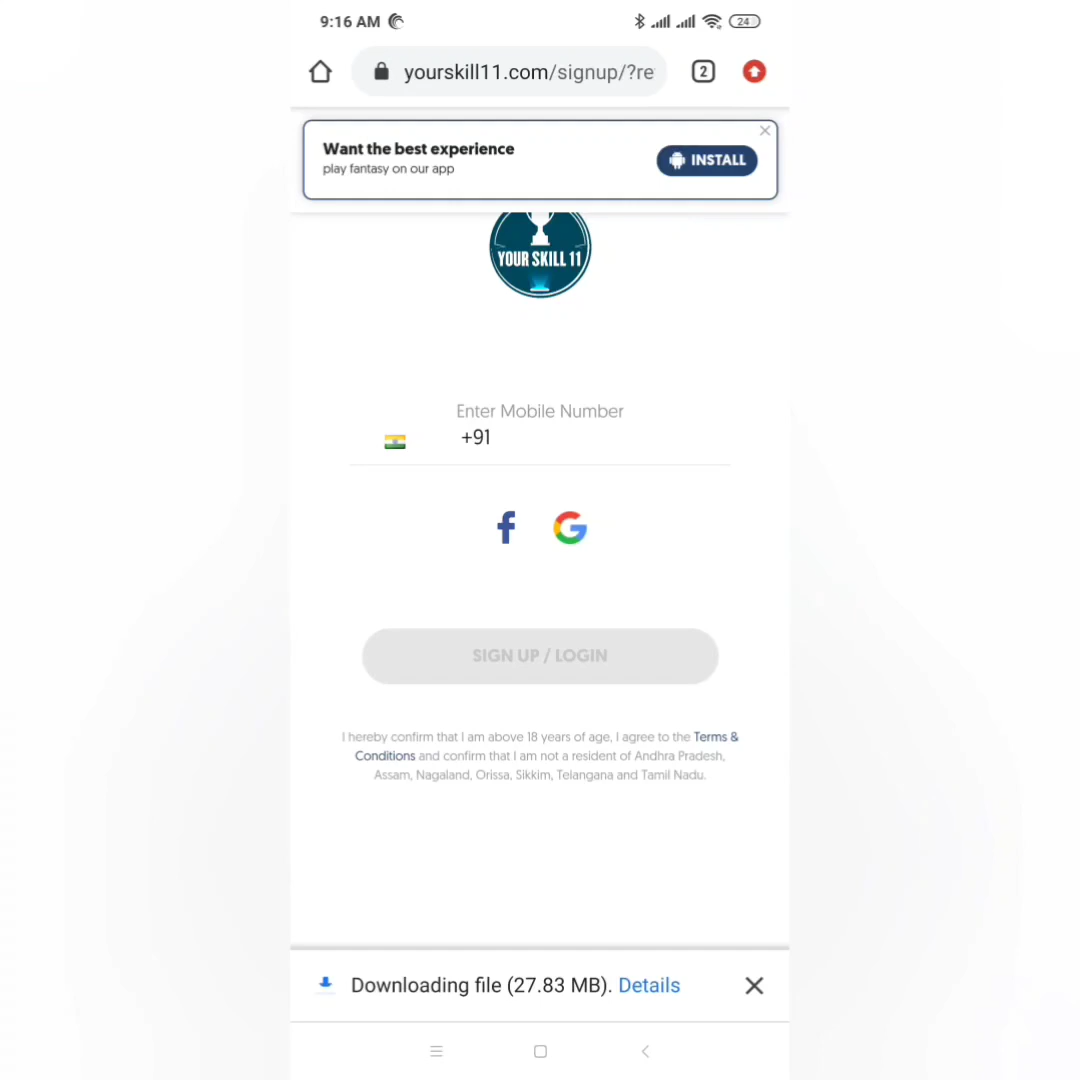 9:16 AM
24
yourskill11.com/signup/?re
2
Want the best experience
play fantasy on our app
INSTALL
YOUR SKILL 11
Enter Mobile Number
+91
f
G
SIGN UP / LOGIN
I hereby confirm that I am above 18 years of age, I agree to the Terms &
Conditions and confirm that I am not a resident of Andhra Pradesh,
Assam, Nagaland, Orissa, Sikkim, Telangana and Tamil Nadu.
Downloading file (27.83 MB). Details